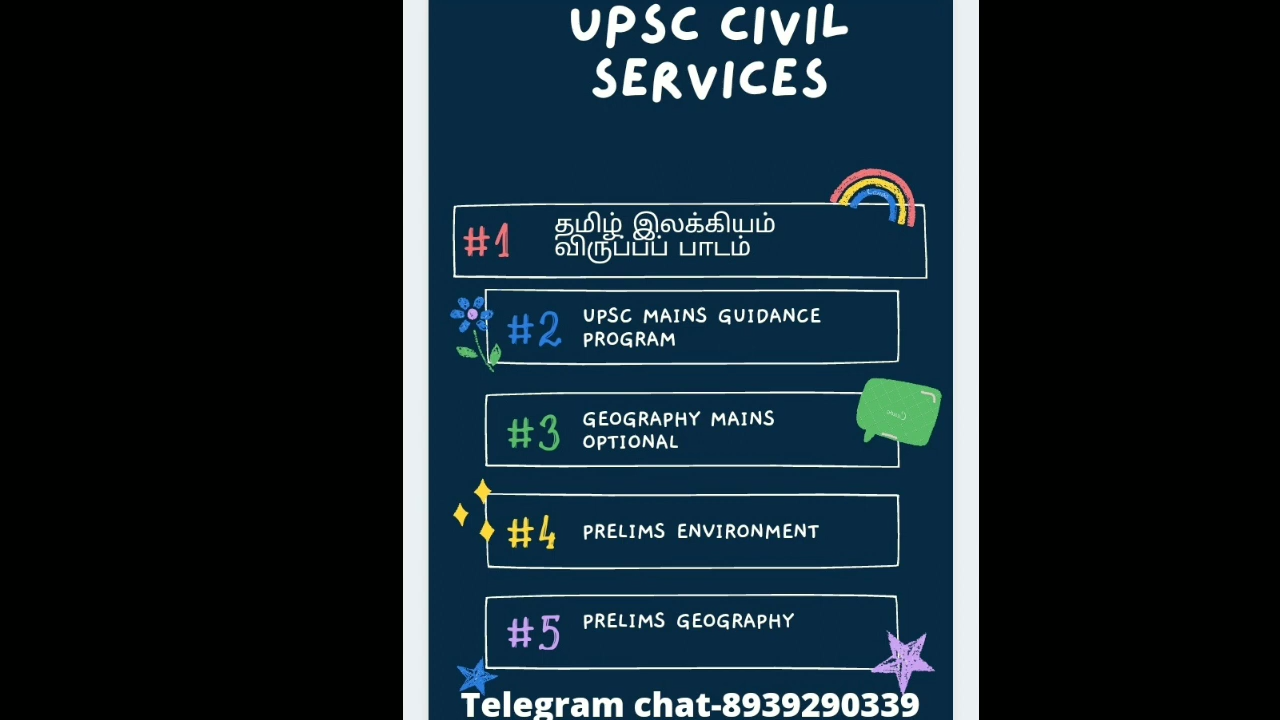 UPSC CIVIL
SERVICES
#1
தமிழ் இலக்கியம்
விருப்பப் பாடம்
#2
UPSC MAINS GUIDANCE
PROGRAM
#3
GEOGRAPHY MAINS
OPTIONAL
#4
PRELIMS ENVIRONMENT
#5
PRELIMS GEOGRAPHY
Telegram chat-8939290339